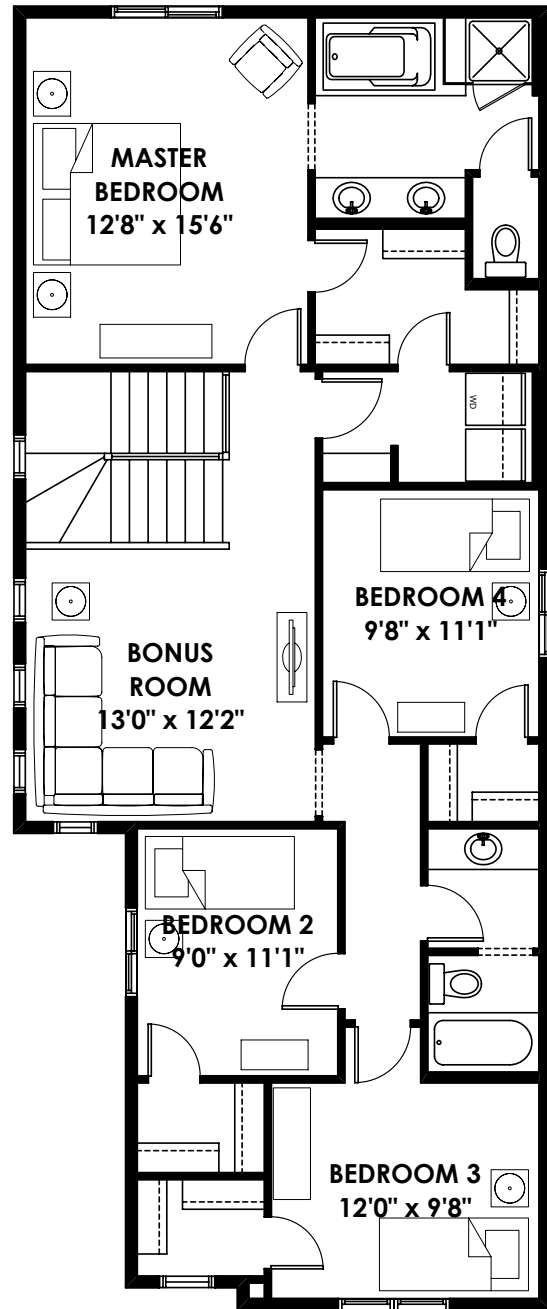 MASTER
BEDROOM
12'8" x 15'6"
WD
BEDROOM 4
9'8" x 11'1"
BONUS
ROOM
13'0" x 12'2"
BEDROOM 2
9'0" x 11'1"
BEDROOM 3
12'0" x 9'8"